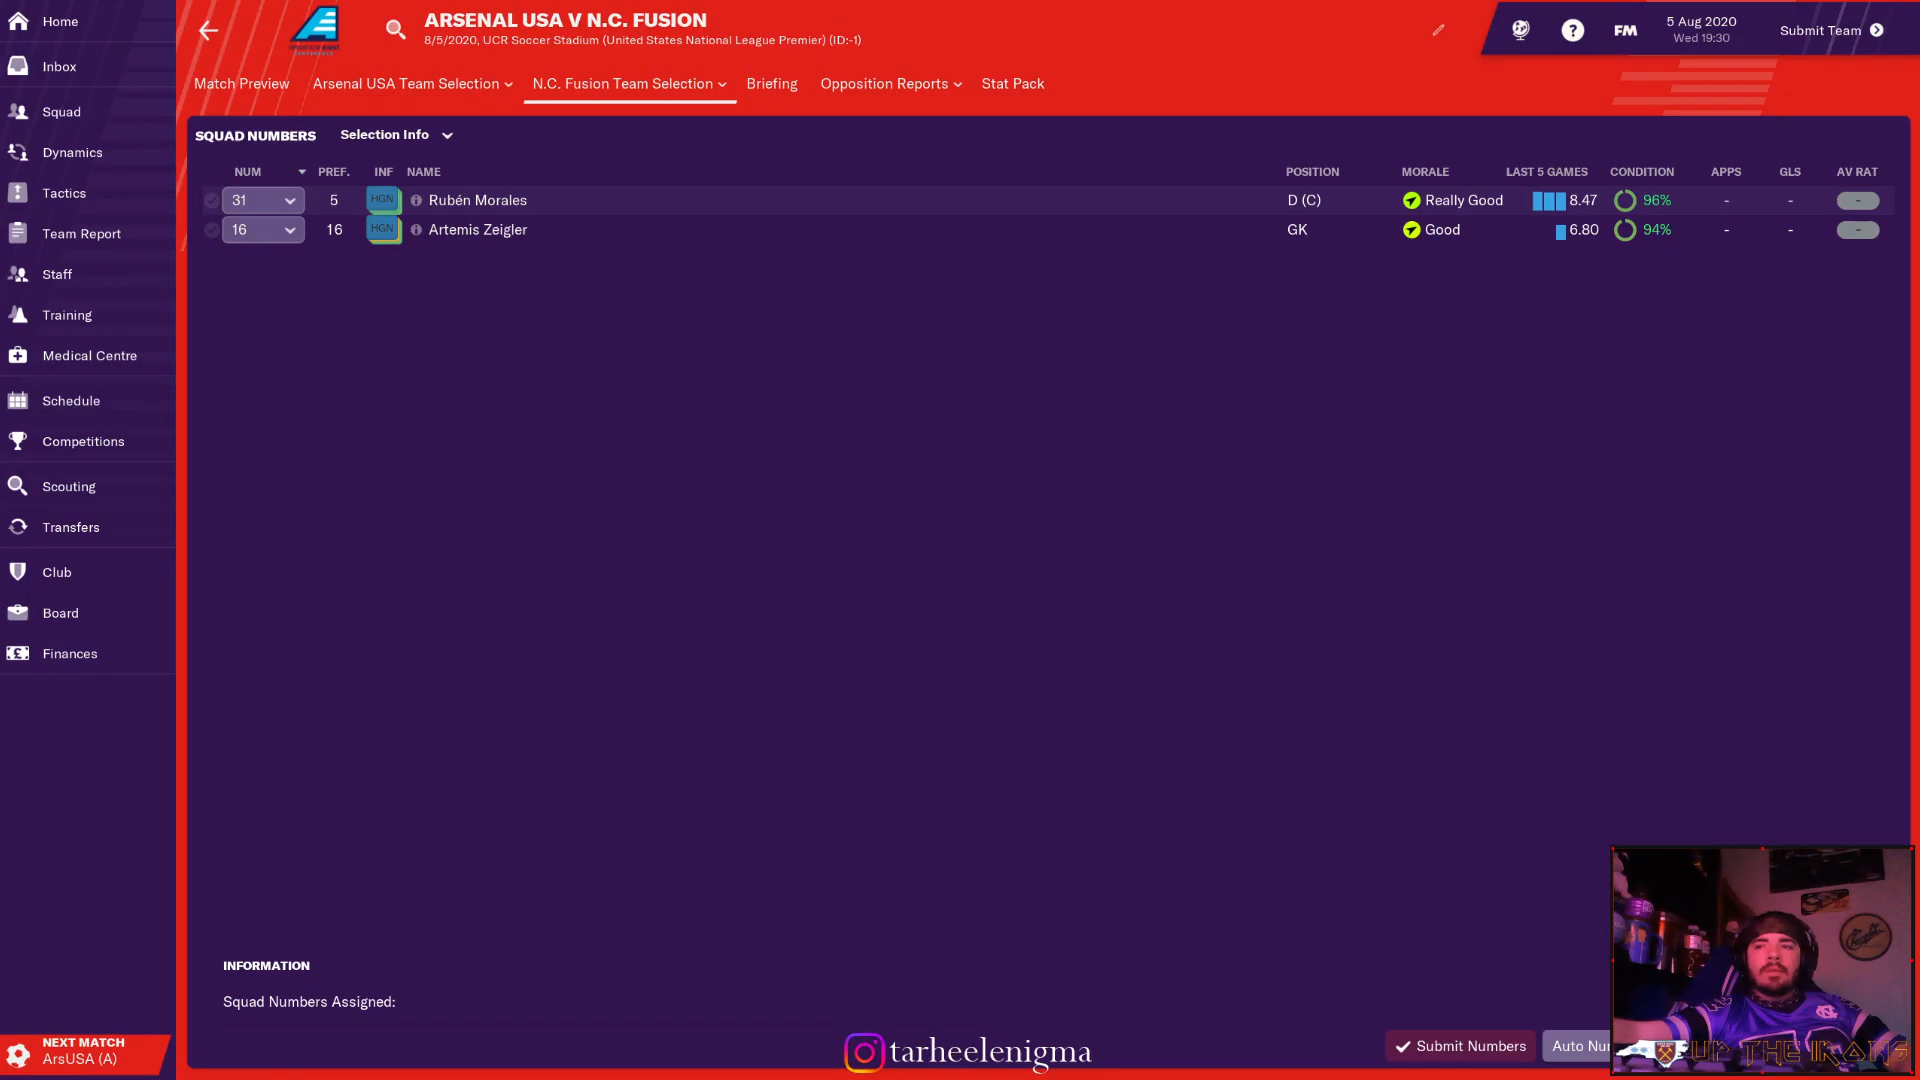 Home
Inbox
Squad
Dynamics
Tactics
Team Report
Staff
Training
Medical Centre
Schedule
Competitions
Scouting
Transfers
Club
Board
Finances
NEXT MATCH
ArsUSA (A)
ARSENAL USA V N.C. FUSION
8/5/2020, UCR Soccer Stadium (United States National League Premier) (ID:-1)
FM
5 Aug 2020
Wed 19:30
Submit Team
Match Preview Arsenal USA Team Selection N.C. Fusion Team Selection Briefing Opposition Reports Stat Pack
SQUAD NUMBERS Selection Info
NUM PREF. INF NAME POSITION MORALE LAST 5 GAMES CONDITION APPS GLS AV RAT
31 5 HGN Rubén Morales D (C) Really Good 8.47 96% - - -
16 16 HGN Artemis Zeigler GK Good 6.80 94% - - -
INFORMATION
Squad Numbers Assigned:
tarheelenigma
Submit Numbers
Auto Nu
UP THE IRONS